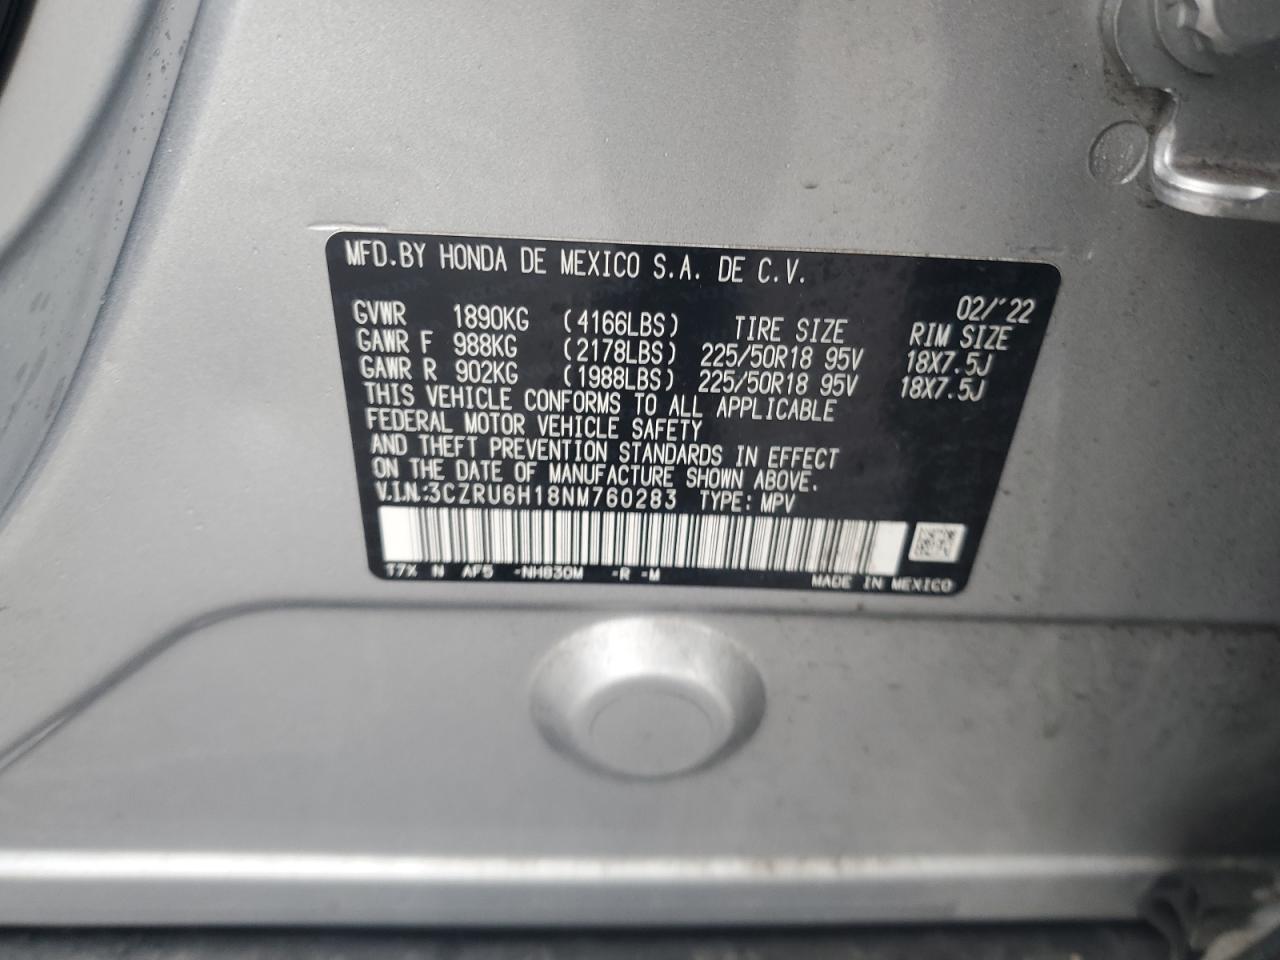 MFD.BY HONDA DE MEXICO S.A. DE C.V.
02/'22
GVWR 1890KG (4166LBS) TIRE SIZE RIM SIZE
GAWR F 988KG (2178LBS) 225/50R18 95V 18X7.5J
GAWR R 902KG (1988LBS) 225/50R18 95V 18X7.5J
THIS VEHICLE CONFORMS TO ALL APPLICABLE
FEDERAL MOTOR VEHICLE SAFETY
AND THEFT PREVENTION STANDARDS IN EFFECT
ON THE DATE OF MANUFACTURE SHOWN ABOVE.
V.I.N.:3CZRU6H18NM760283 TYPE: MPV
T7X N AF5 -NH830M -R -M
MADE IN MEXICO